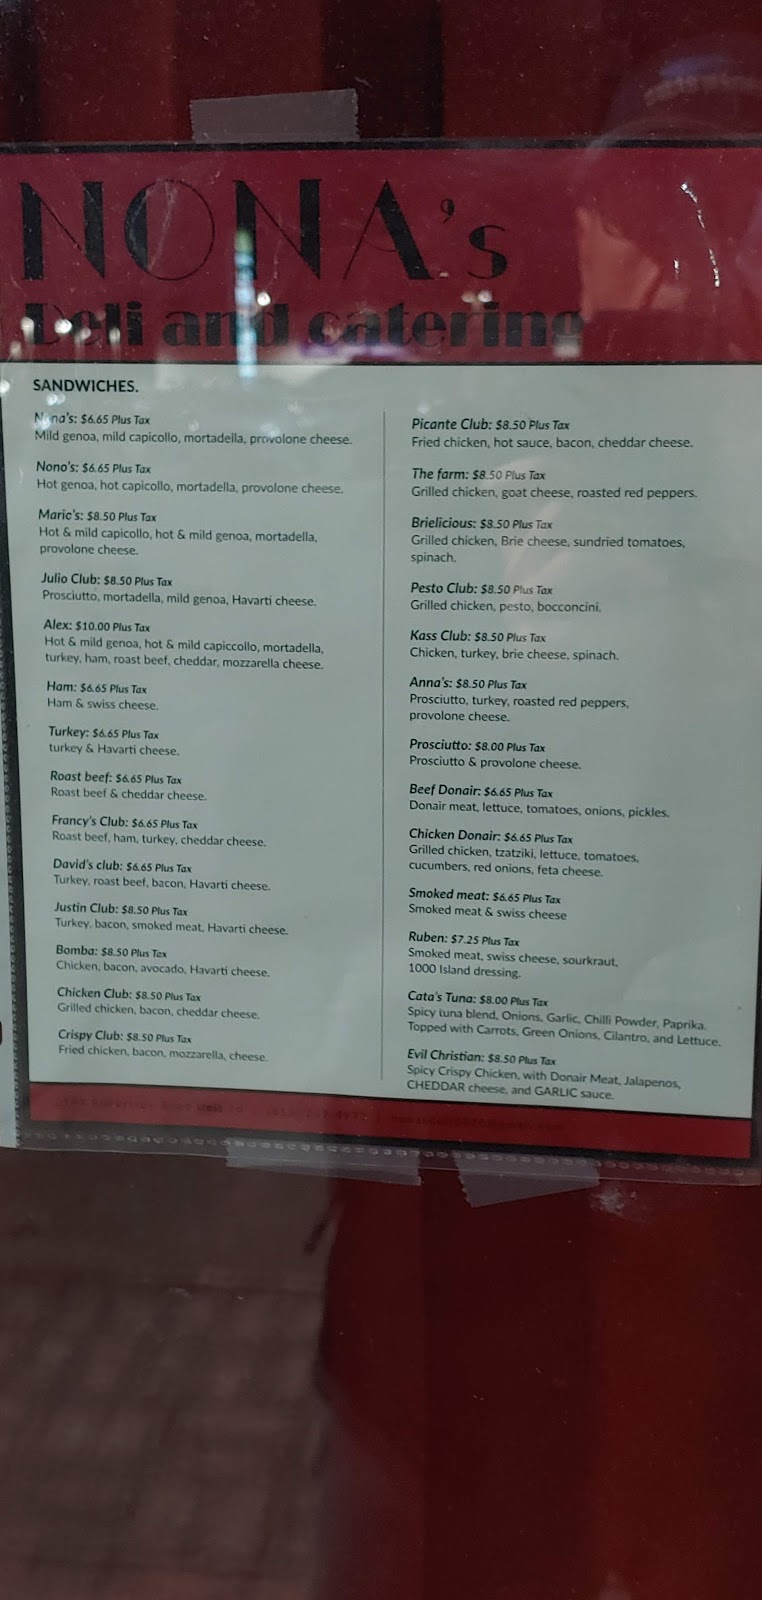 NONA's
Deli and catering
SANDWICHES.
Nona's: $6.65 Plus Tax
Mild genoa, mild capicollo, mortadella, provolone cheese.
Nono's: $6.65 Plus Tax
Hot genoa, hot capicollo, mortadella, provolone cheese.
Maric's: $8.50 Plus Tax
Hot & mild capicollo, hot & mild genoa, mortadella,
provolone cheese.
Julio Club: $8.50 Plus Tax
Prosciutto, mortadella, mild genoa, Havarti cheese.
Alex: $10.00 Plus Tax
Hot & mild genoa, hot & mild capiccollo, mortadella,
turkey, ham, roast beef, cheddar, mozzarella cheese.
Ham: $6.65 Plus Tax
Ham & swiss cheese.
Turkey: $6.65 Plus Tax
turkey & Havarti cheese.
Roast beef: $6.65 Plus Tax
Roast beef & cheddar cheese.
Francy's Club: $6.65 Plus Tax
Roast beef, ham, turkey, cheddar cheese.
David's club: $6.65 Plus Tax
Turkey, roast beef, bacon, Havarti cheese.
Justin Club: $8.50 Plus Tax
Turkey, bacon, smoked meat, Havarti cheese.
Bomba: $8.50 Plus Tax
Chicken, bacon, avocado, Havarti cheese.
Chicken Club: $8.50 Plus Tax
Grilled chicken, bacon, cheddar cheese.
Crispy Club: $8.50 Plus Tax
Fried chicken, bacon, mozzarella, cheese.
Picante Club: $8.50 Plus Tax
Fried chicken, hot sauce, bacon, cheddar cheese.
The farm: $8.50 Plus Tax
Grilled chicken, goat cheese, roasted red peppers.
Brielicious: $8.50 Plus Tax
Grilled chicken, Brie cheese, sundried tomatoes,
spinach.
Pesto Club: $8.50 Plus Tax
Grilled chicken, pesto, bocconcini.
Kass Club: $8.50 Plus Tax
Chicken, turkey, brie cheese, spinach.
Anna's: $8.50 Plus Tax
Prosciutto, turkey, roasted red peppers,
provolone cheese.
Prosciutto: $8.00 Plus Tax
Prosciutto & provolone cheese.
Beef Donair: $6.65 Plus Tax
Donair meat, lettuce, tomatoes, onions, pickles.
Chicken Donair: $6.65 Plus Tax
Grilled chicken, tzatziki, lettuce, tomatoes,
cucumbers, red onions, feta cheese.
Smoked meat: $6.65 Plus Tax
Smoked meat & swiss cheese
Ruben: $7.25 Plus Tax
Smoked meat, swiss cheese, sourkraut,
1000 Island dressing.
Cata's Tuna: $8.00 Plus Tax
Spicy tuna blend, Onions, Garlic, Chilli Powder, Paprika.
Topped with Carrots, Green Onions, Cilantro, and Lettuce.
Evil Christian: $8.50 Plus Tax
Spicy Crispy Chicken, with Donair Meat, Jalapenos,
CHEDDAR cheese, and GARLIC sauce.